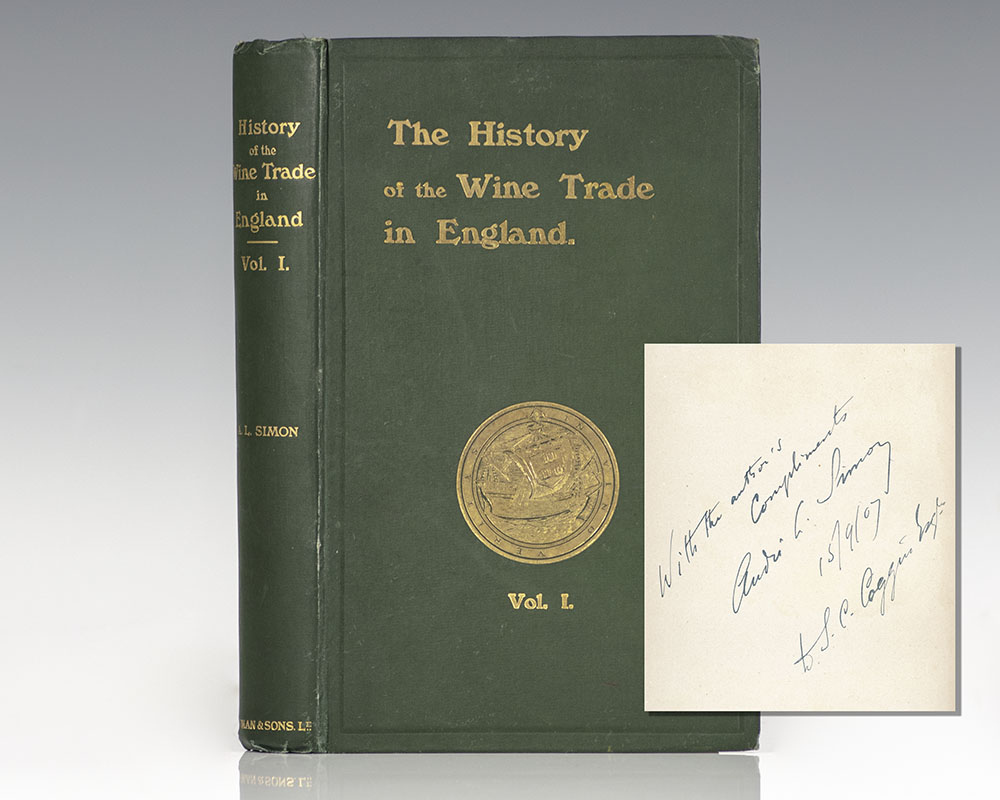 History
of the
Wine Trade
in
England
Vol. I.
L. SIMON
& SONS. L
The History
of the Wine Trade
in England.
Vol. I.
With the author's
Compliments
André L. Simon
15/9/07
S. C.